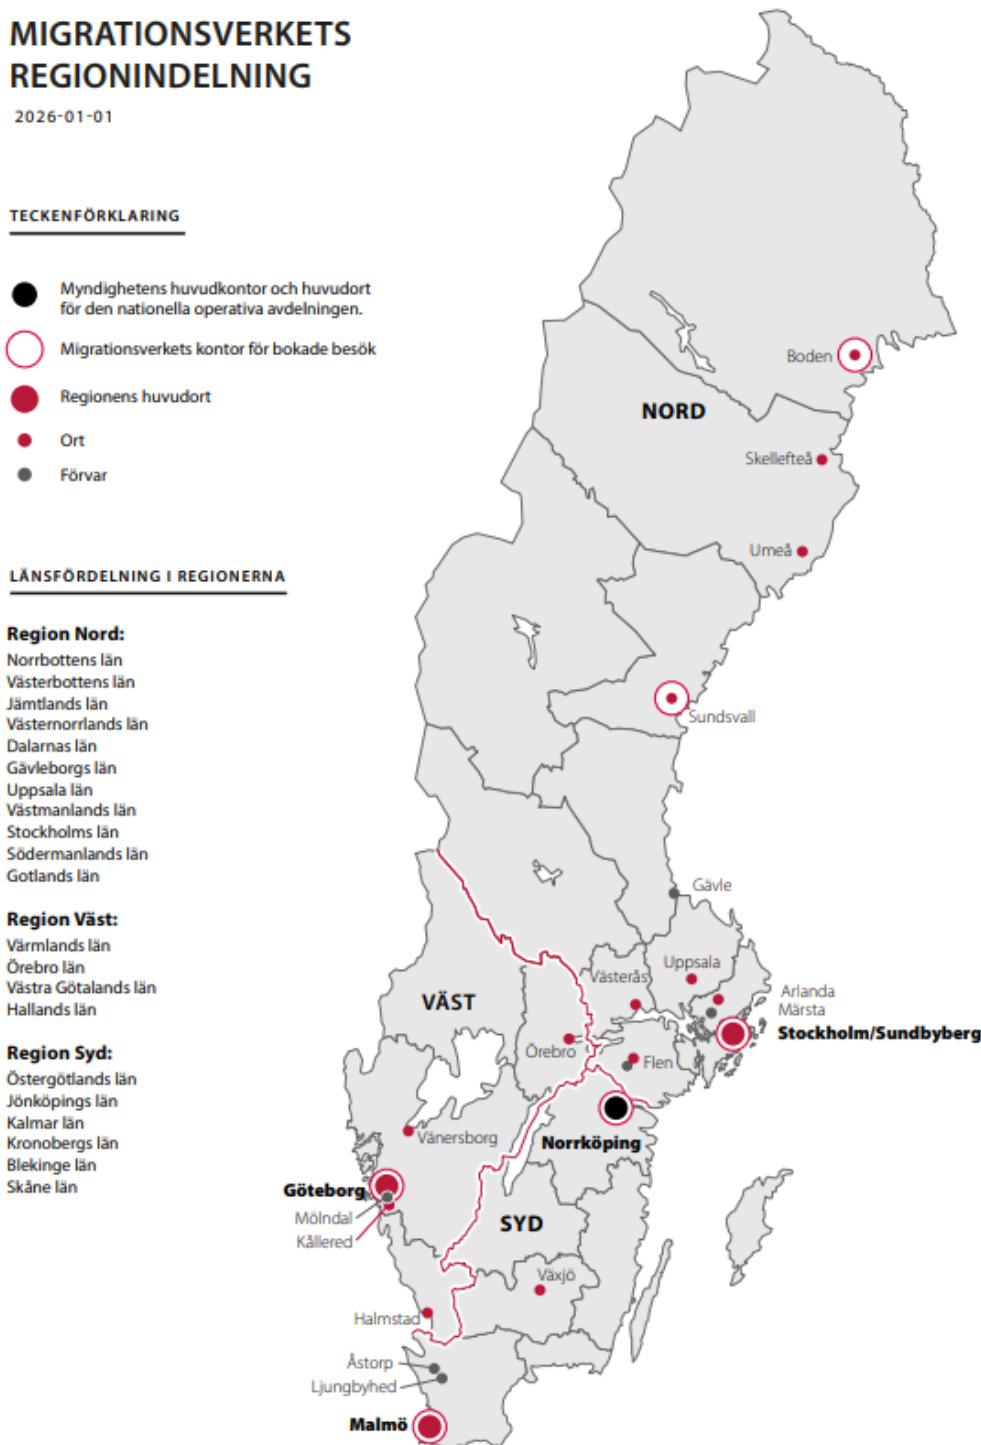 MIGRATIONSVERKETS
REGIONINDELNING
2026-01-01
TECKENFÖRKLARING
Myndighetens huvudkontor och huvudort
för den nationella operativa avdelningen.
Migrationsverkets kontor för bokade besök
Regionens huvudort
Ort
Förvar
LÄNSFÖRDELNING I REGIONERNA
Region Nord:
Norrbottens län
Västerbottens län
Jämtlands län
Västernorrlands län
Dalarnas län
Gävleborgs län
Uppsala län
Västmanlands län
Stockholms län
Södermanlands län
Gotlands län
Region Väst:
Värmlands län
Örebro län
Västra Götalands län
Hallands län
Region Syd:
Östergötlands län
Jönköpings län
Kalmar län
Kronobergs län
Blekinge län
Skåne län
Boden
NORD
Skellefteå
Umeå
Sundsvall
Gävle
Uppsala
Västerås
Arlanda
Märsta
VÄST
Stockholm/Sundbyberg
Örebro
Flen
Vänersborg
Norrköping
Göteborg
Mölndal
SYD
Kållered
Växjö
Halmstad
Åstorp
Ljungbyhed
Malmö